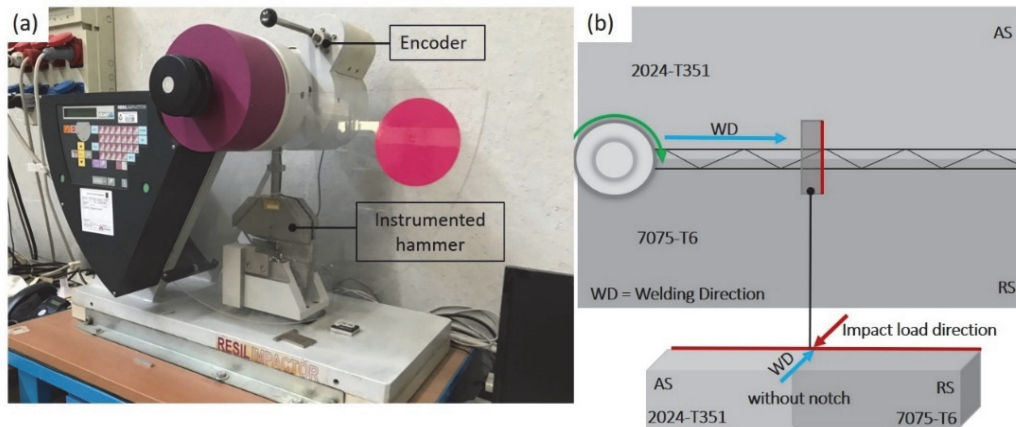 (a)
Encoder
Instrumented
hammer
RESIL IMPACTOR
(b)
AS
2024-T351
WD
7075-T6
WD = Welding Direction
RS
Impact load direction
WD
AS
RS
without notch
2024-T351
7075-T6